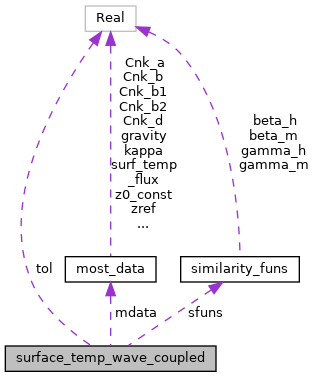 Real
Cnk_a
Cnk_b
Cnk_b1
Cnk_b2
Cnk_d
gravity
kappa
surf_temp
_flux
z0_const
zref
...
beta_h
beta_m
gamma_h
gamma_m
tol
most_data
similarity_funs
mdata
sfuns
surface_temp_wave_coupled